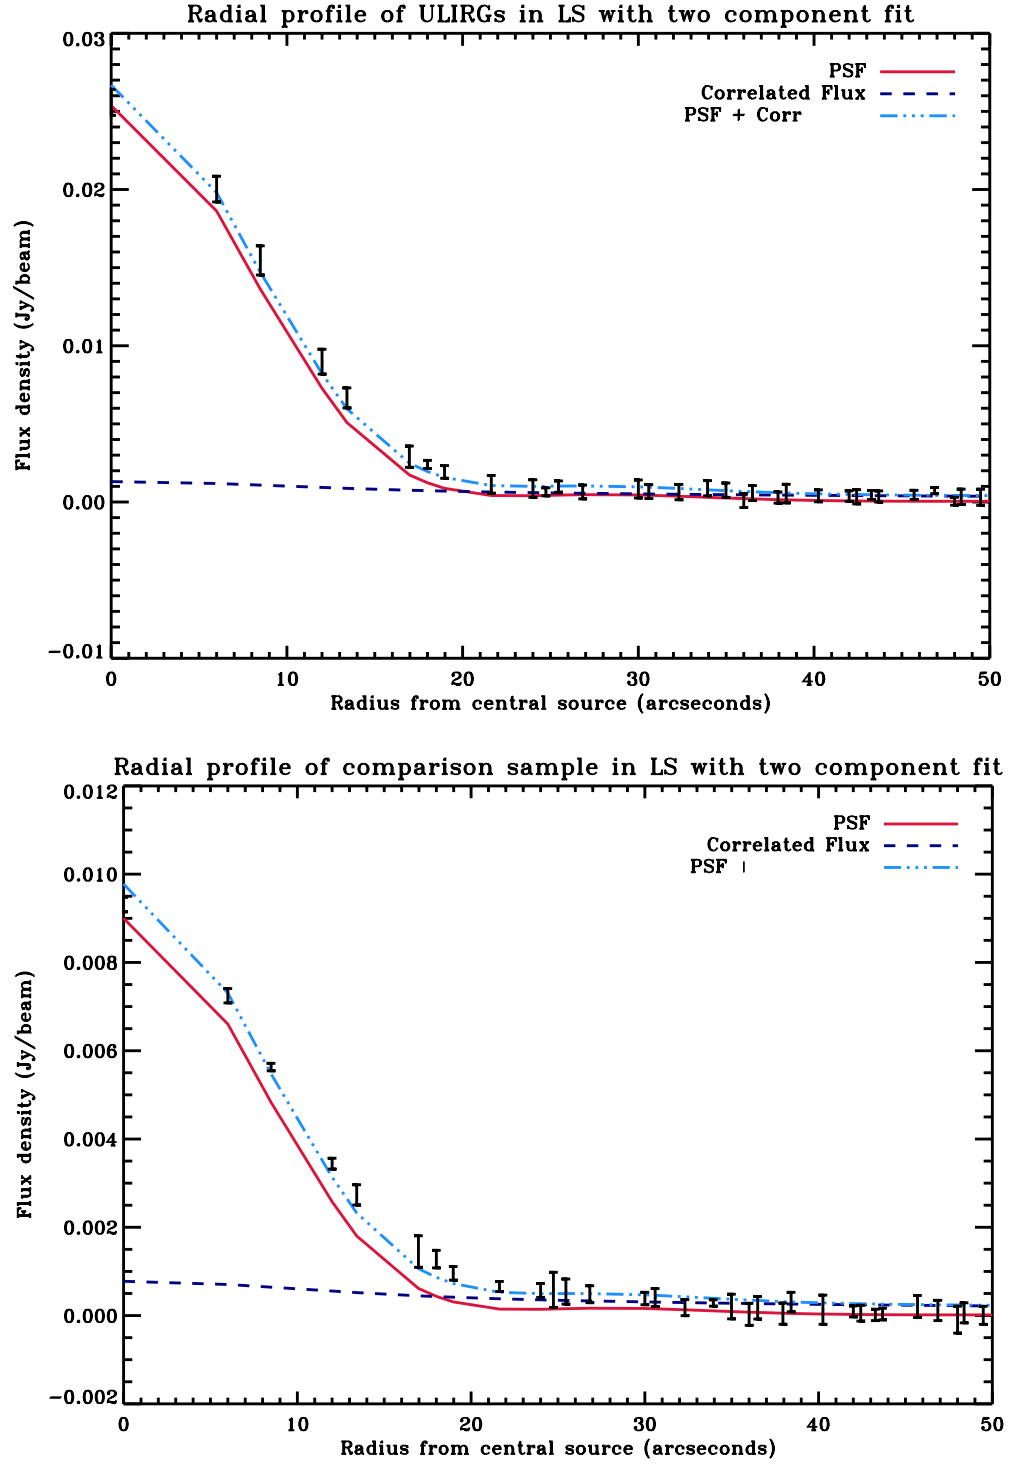 Radial profile of ULIRGs in LS with two component fit
0.03
PSF
Correlated Flux
PSF + Corr
0.02
0.01
0.00
-0.01
Flux density (Jy/beam)
0 10 20 30 40 50
Radius from central source (arcseconds)
Radial profile of comparison sample in LS with two component fit
0.012
PSF
Correlated Flux
PSF
0.010
0.008
0.006
0.004
0.002
0.000
-0.002
Flux density (Jy/beam)
0 10 20 30 40 50
Radius from central source (arcseconds)